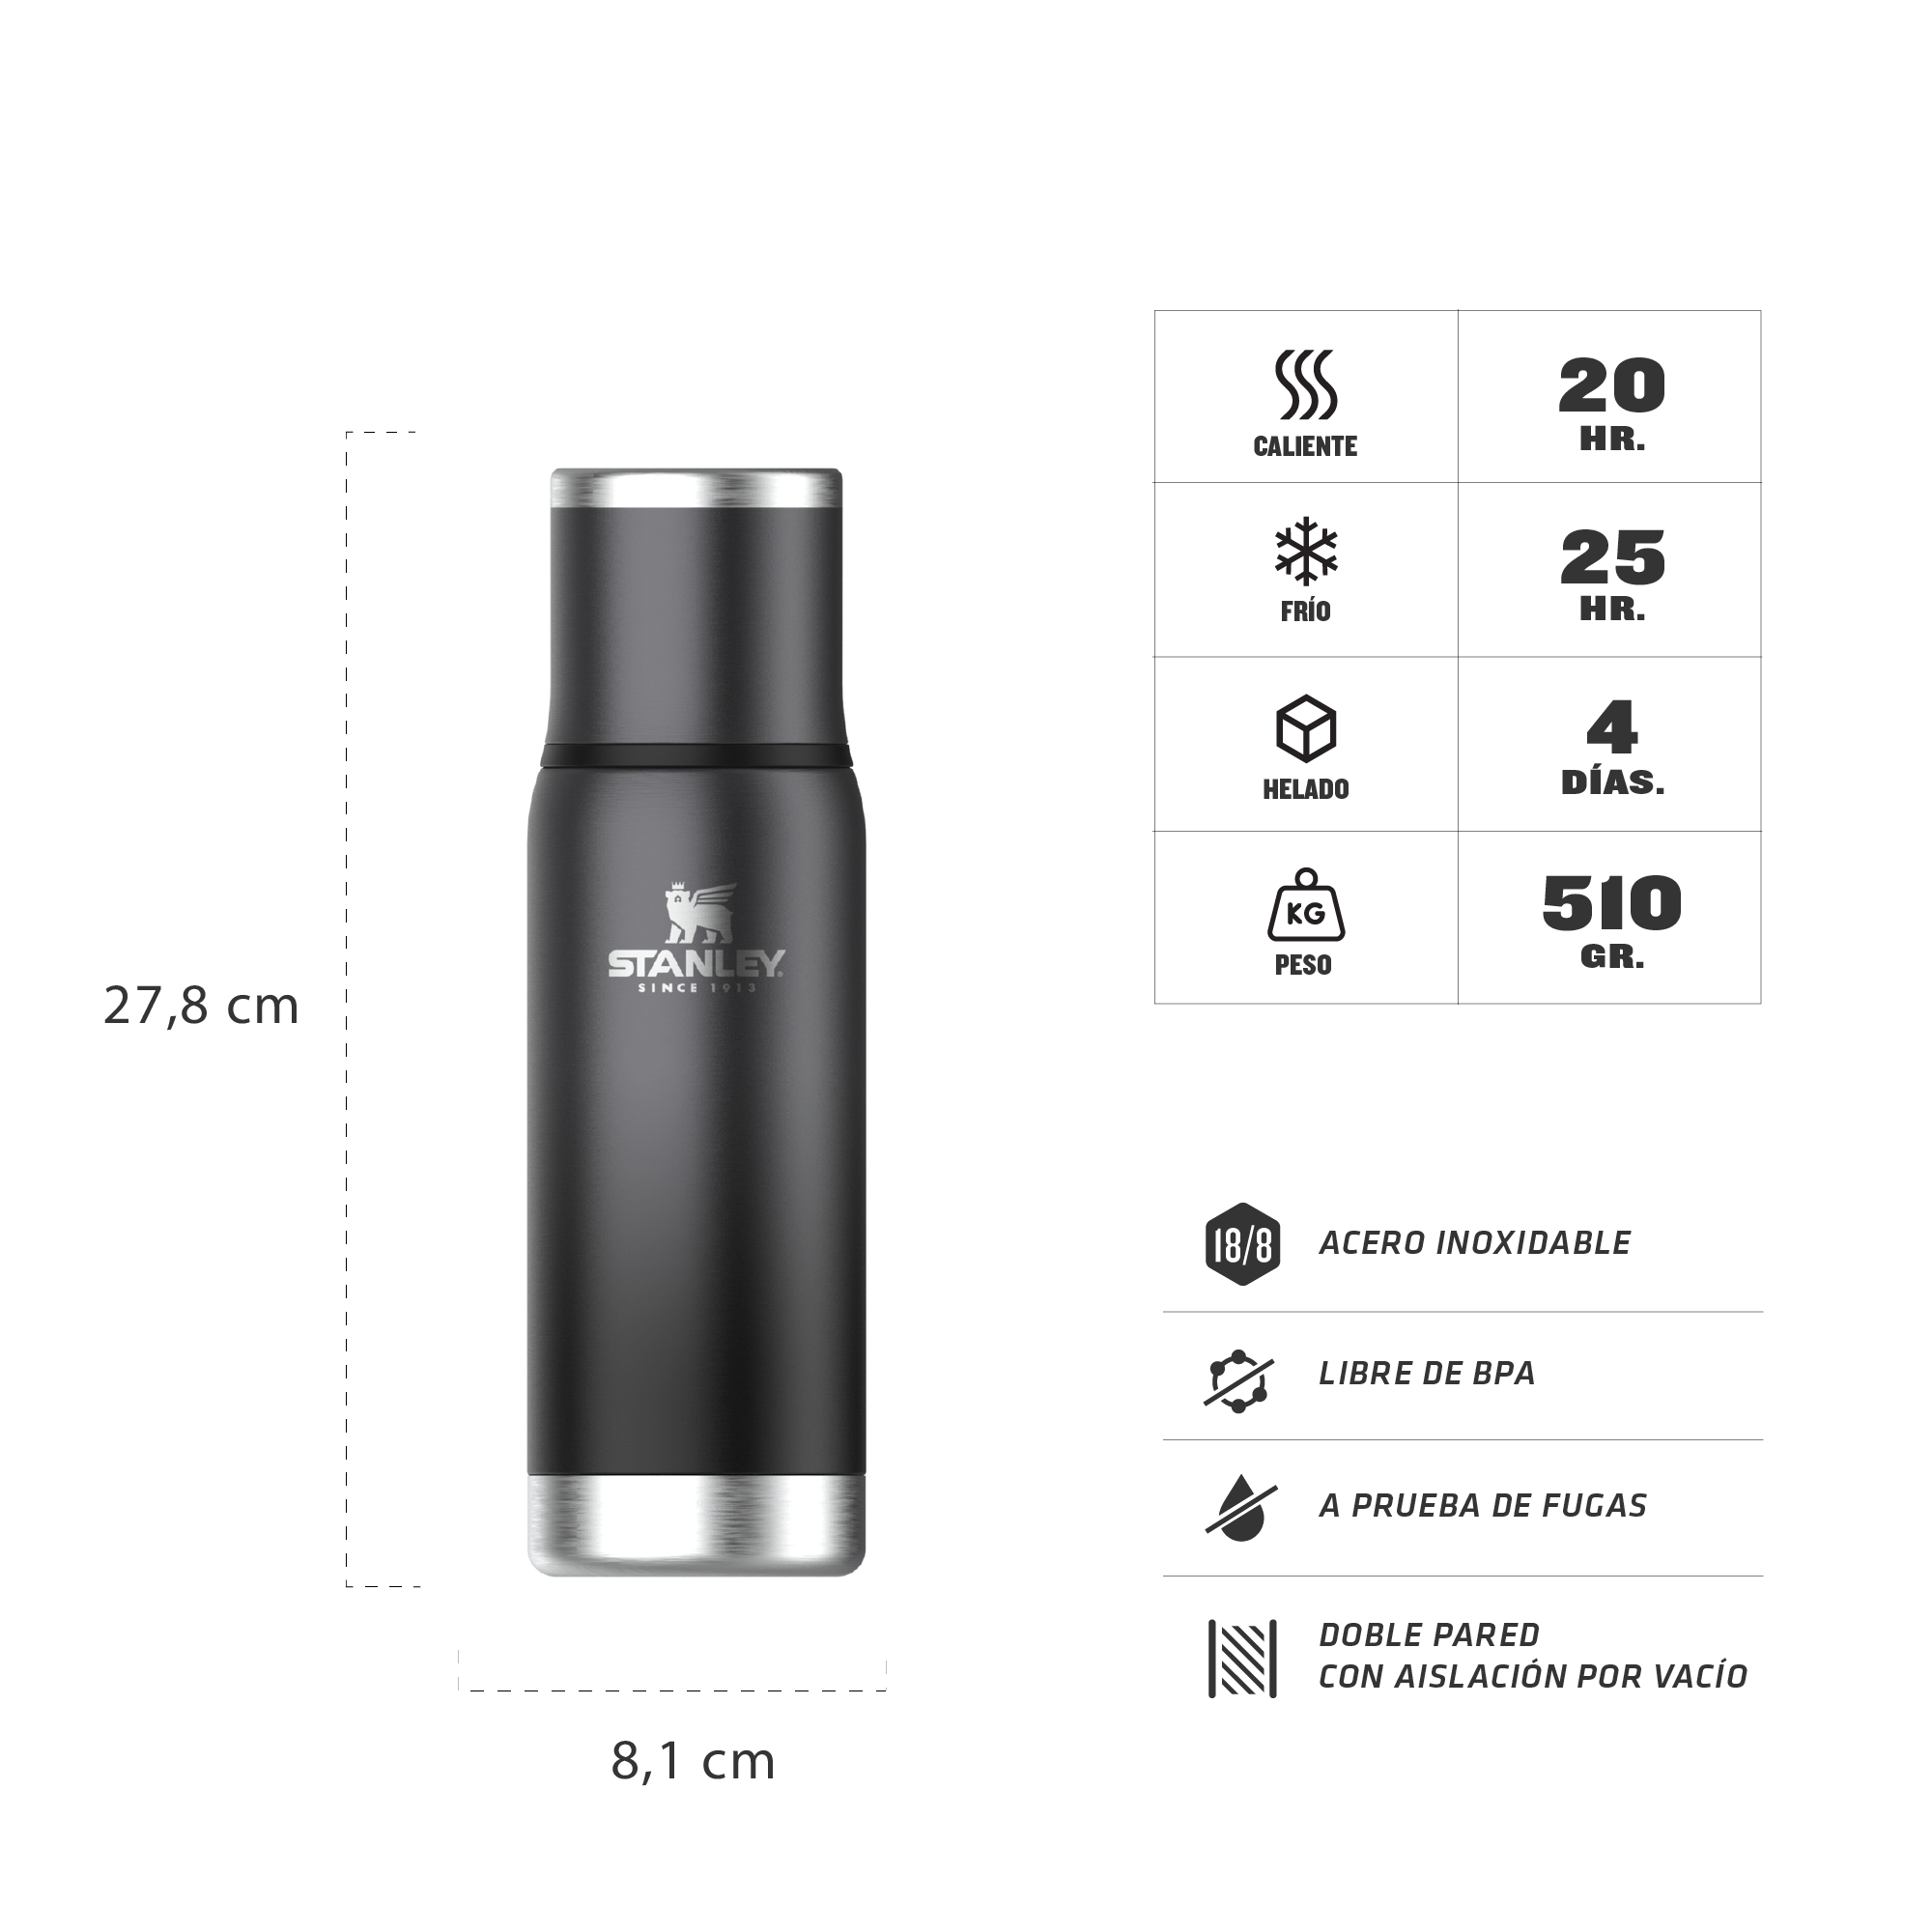 CALIENTE
20
HR.
FRÍO
25
HR.
HELADO
4
DÍAS.
KG
PESO
510
GR.
27,8 cm
STANLEY®
SINCE 1913
8,1 cm
18/8 ACERO INOXIDABLE
LIBRE DE BPA
A PRUEBA DE FUGAS
DOBLE PARED
CON AISLACIÓN POR VACÍO